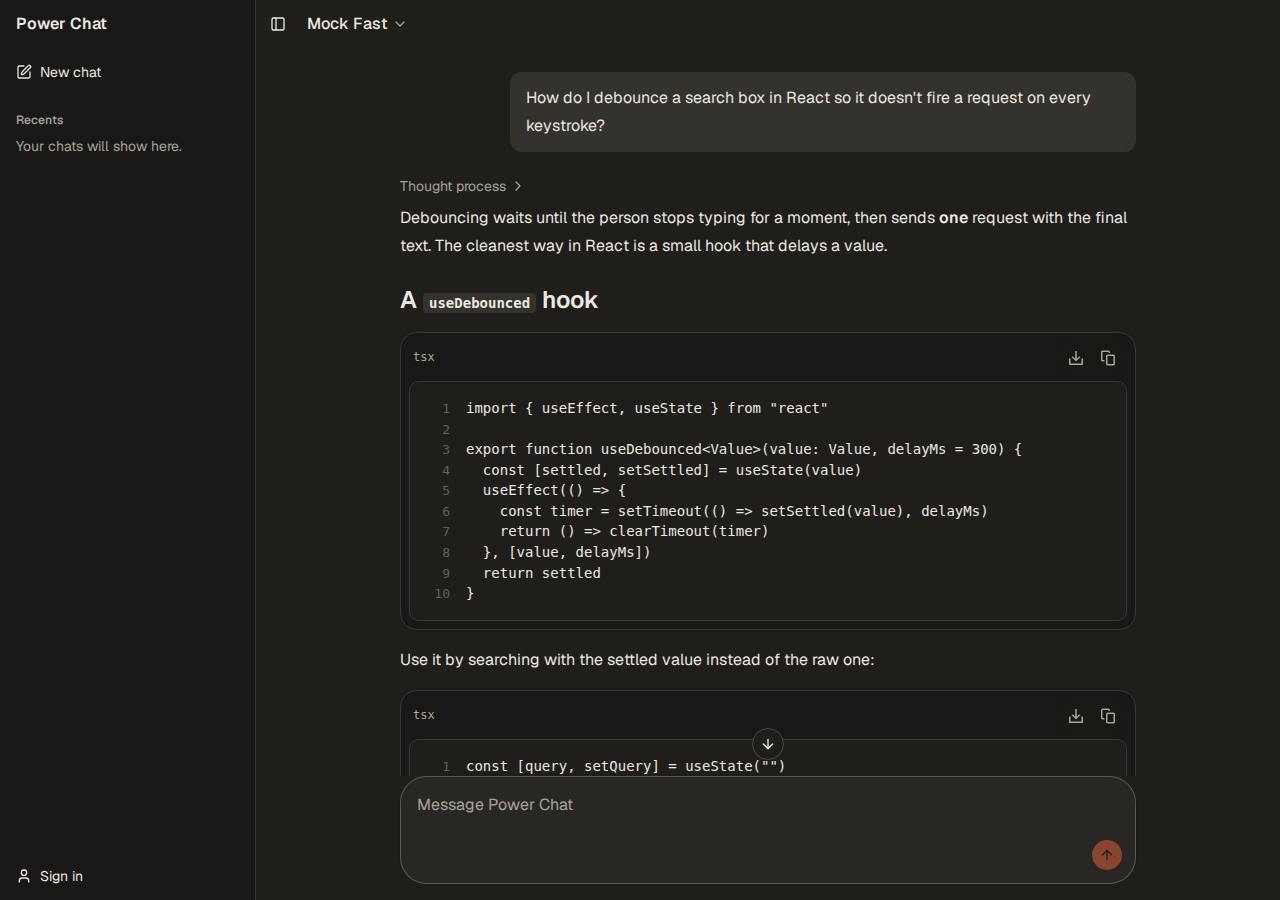 Power Chat
New chat
Recents
Your chats will show here.
Sign in
Mock Fast
How do I debounce a search box in React so it doesn't fire a request on every
keystroke?
Thought process
Debouncing waits until the person stops typing for a moment, then sends one request with the final
text. The cleanest way in React is a small hook that delays a value.
A useDebounced hook
tsx
1 import { useEffect, useState } from "react"
2
3 export function useDebounced<Value>(value: Value, delayMs = 300) {
4   const [settled, setSettled] = useState(value)
5   useEffect(() => {
6     const timer = setTimeout(() => setSettled(value), delayMs)
7     return () => clearTimeout(timer)
8   }, [value, delayMs])
9   return settled
10 }
Use it by searching with the settled value instead of the raw one:
tsx
1 const [query, setQuery] = useState("")
Message Power Chat